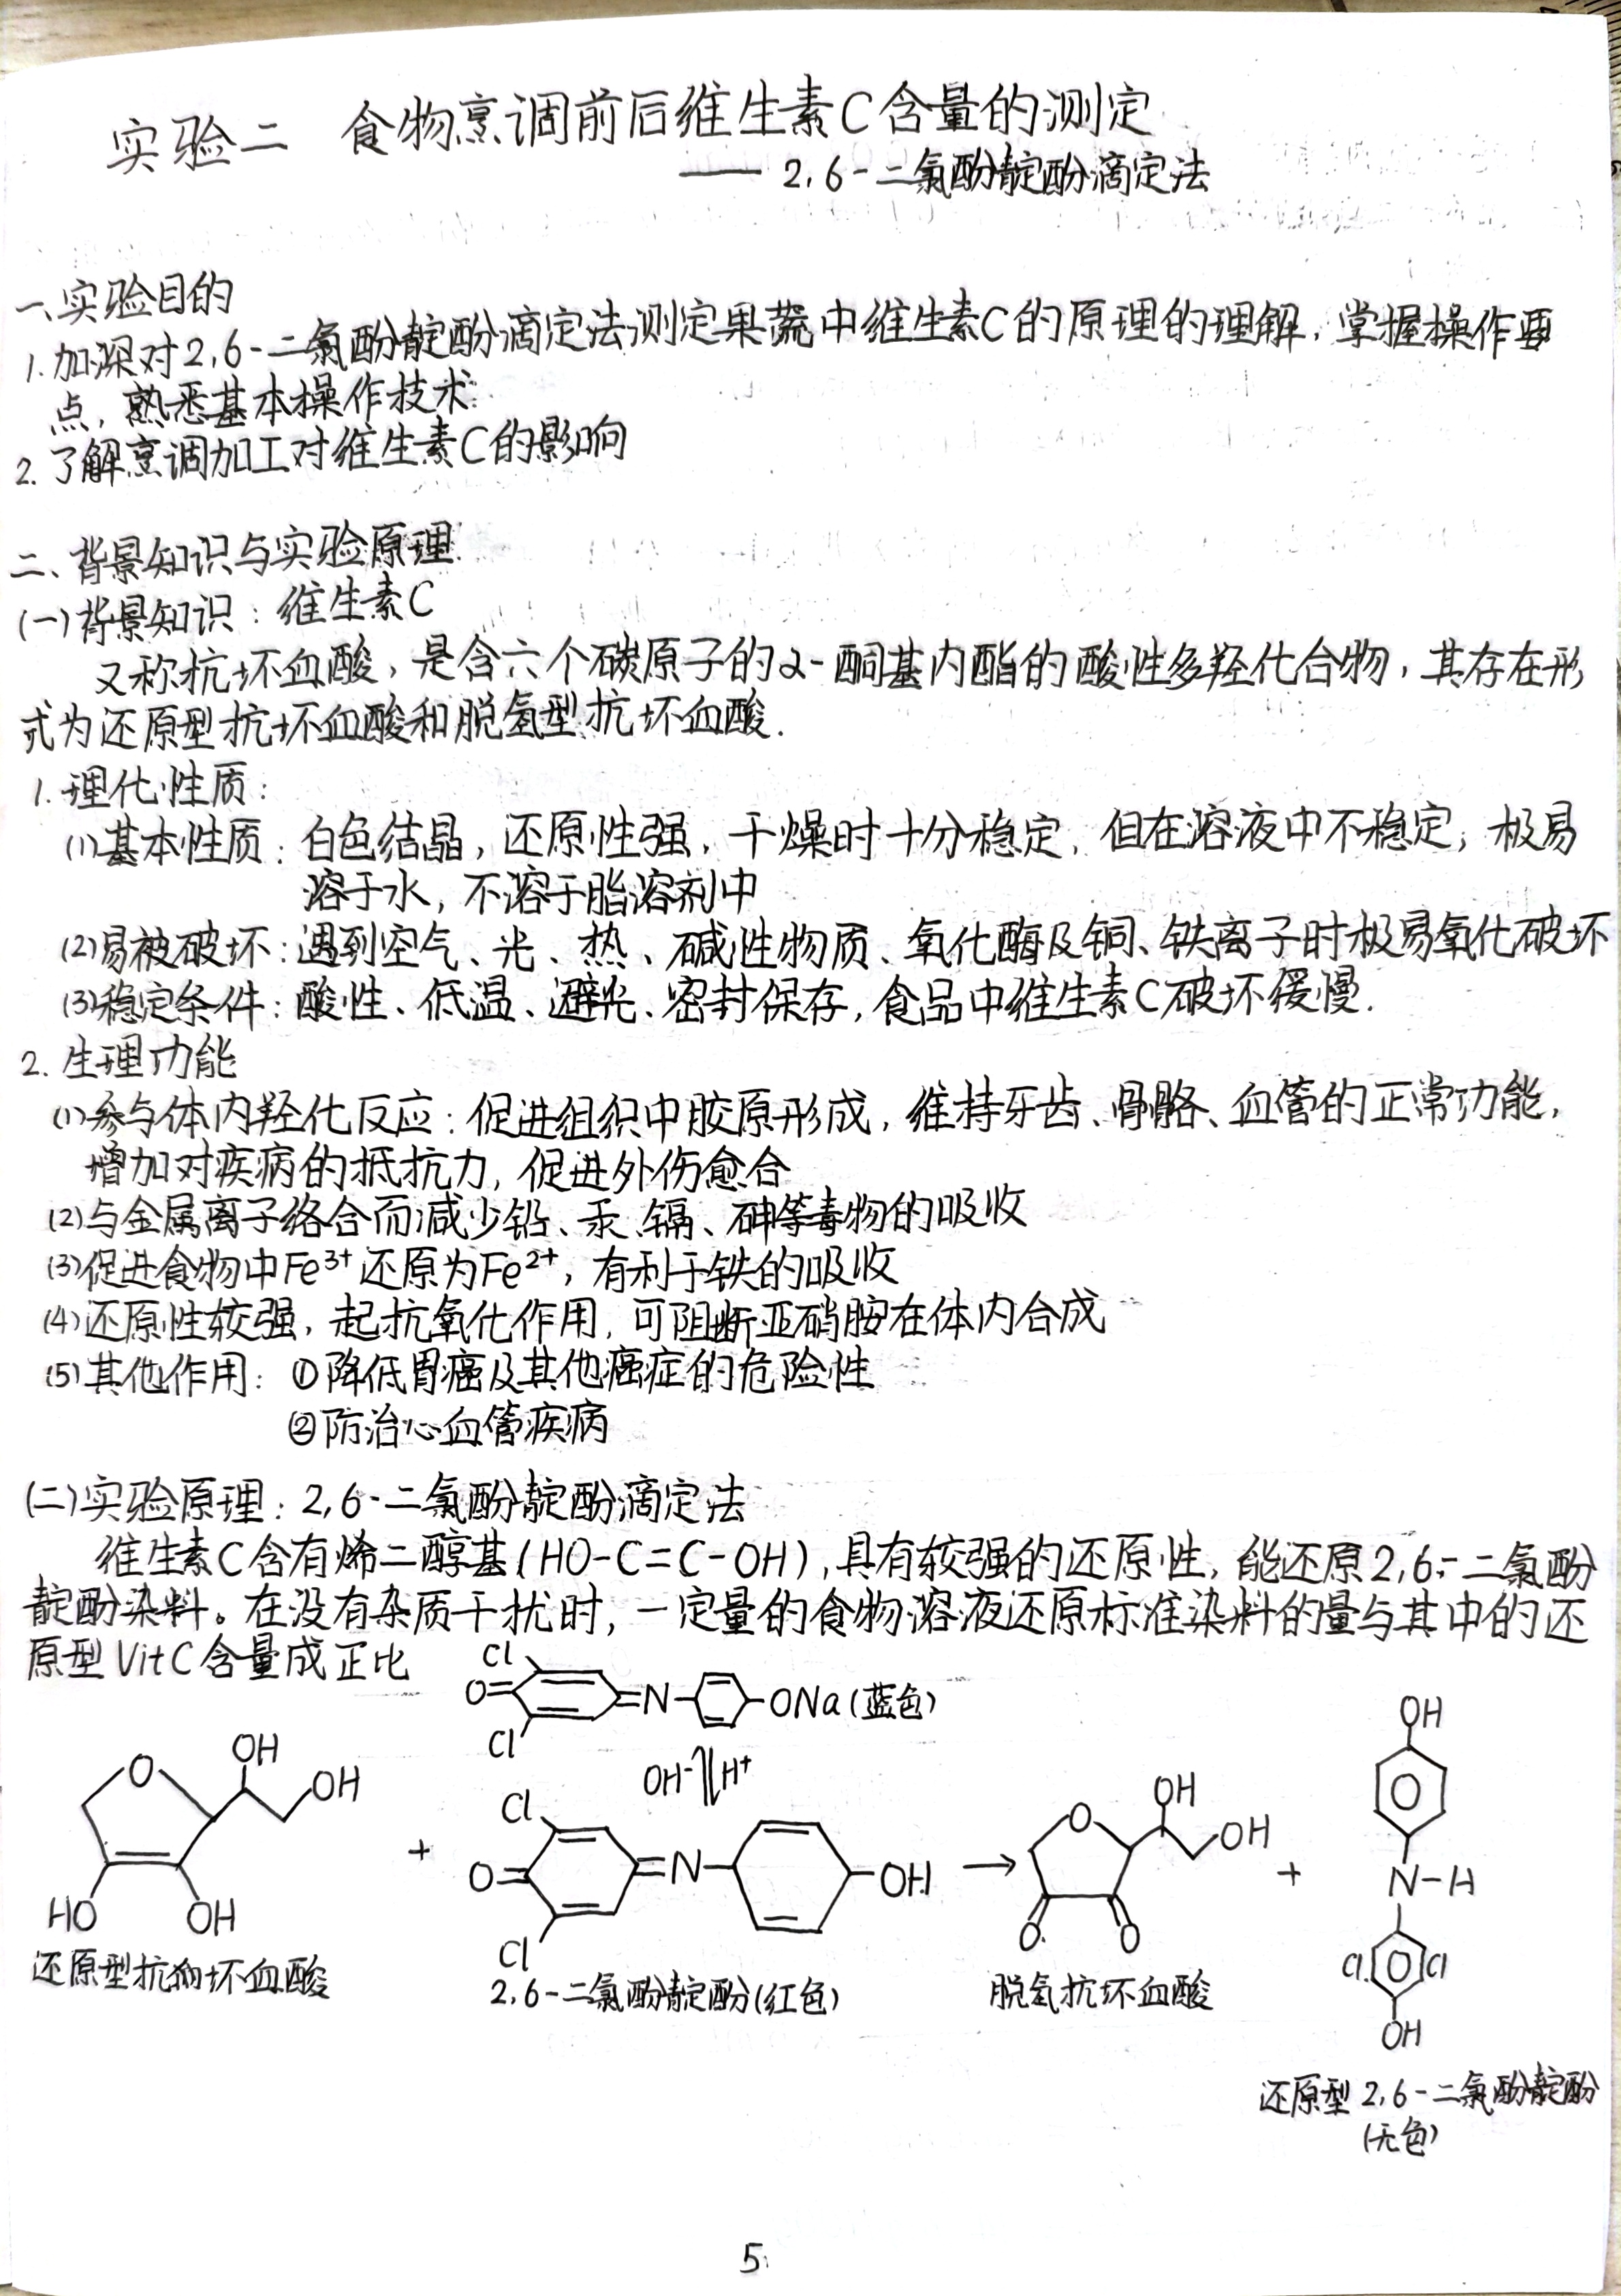 实验二 食物烹调前后维生素C含量的测定
—— 2,6-二氯酚靛酚滴定法
一、实验目的
1. 加深对2,6-二氯酚靛酚滴定法测定果蔬中维生素C的原理的理解，掌握操作要
点，熟悉基本操作技术
2. 了解烹调加工对维生素C的影响
二、背景知识与实验原理
(一)背景知识：维生素C
又称抗坏血酸，是含六个碳原子的α-酮基内酯的酸性多羟化合物，其存在形
式为还原型抗坏血酸和脱氢型抗坏血酸.
1. 理化性质：
(1)基本性质：白色结晶，还原性强，干燥时十分稳定，但在溶液中不稳定；极易
溶于水，不溶于脂溶剂中
(2)易被破坏：遇到空气、光、热、碱性物质、氧化酶及铜、铁离子时极易氧化破坏
(3)稳定条件：酸性、低温、避光、密封保存，食品中维生素C破坏缓慢.
2. 生理功能
(1)参与体内羟化反应：促进组织中胶原形成，维持牙齿、骨骼、血管的正常功能，
增加对疾病的抵抗力，促进外伤愈合
(2)与金属离子络合而减少铅、汞、镉、砷等毒物的吸收
(3)促进食物中Fe³⁺还原为Fe²⁺，有利于铁的吸收
(4)还原性较强，起抗氧化作用，可阻断亚硝胺在体内合成
(5)其他作用：①降低胃癌及其他癌症的危险性
②防治心血管疾病
(二)实验原理：2,6-二氯酚靛酚滴定法
维生素C含有烯二醇基(HO-C=C-OH)，具有较强的还原性，能还原2,6-二氯酚
靛酚染料。在没有杂质干扰时，一定量的食物溶液还原标准染料的量与其中的还
原型VitC含量成正比
Cl
O=
=N-
-ONa(蓝色)
Cl
OH⁻ H⁺
O
OH
OH
HO
OH
+
Cl
O=
=N-
-OH
Cl
→
O
OH
OH
O
O
+
OH
N-H
Cl
Cl
OH
还原型抗坏血酸
2,6-二氯酚靛酚(红色)
脱氢抗坏血酸
还原型2,6-二氯酚靛酚
(无色)
5